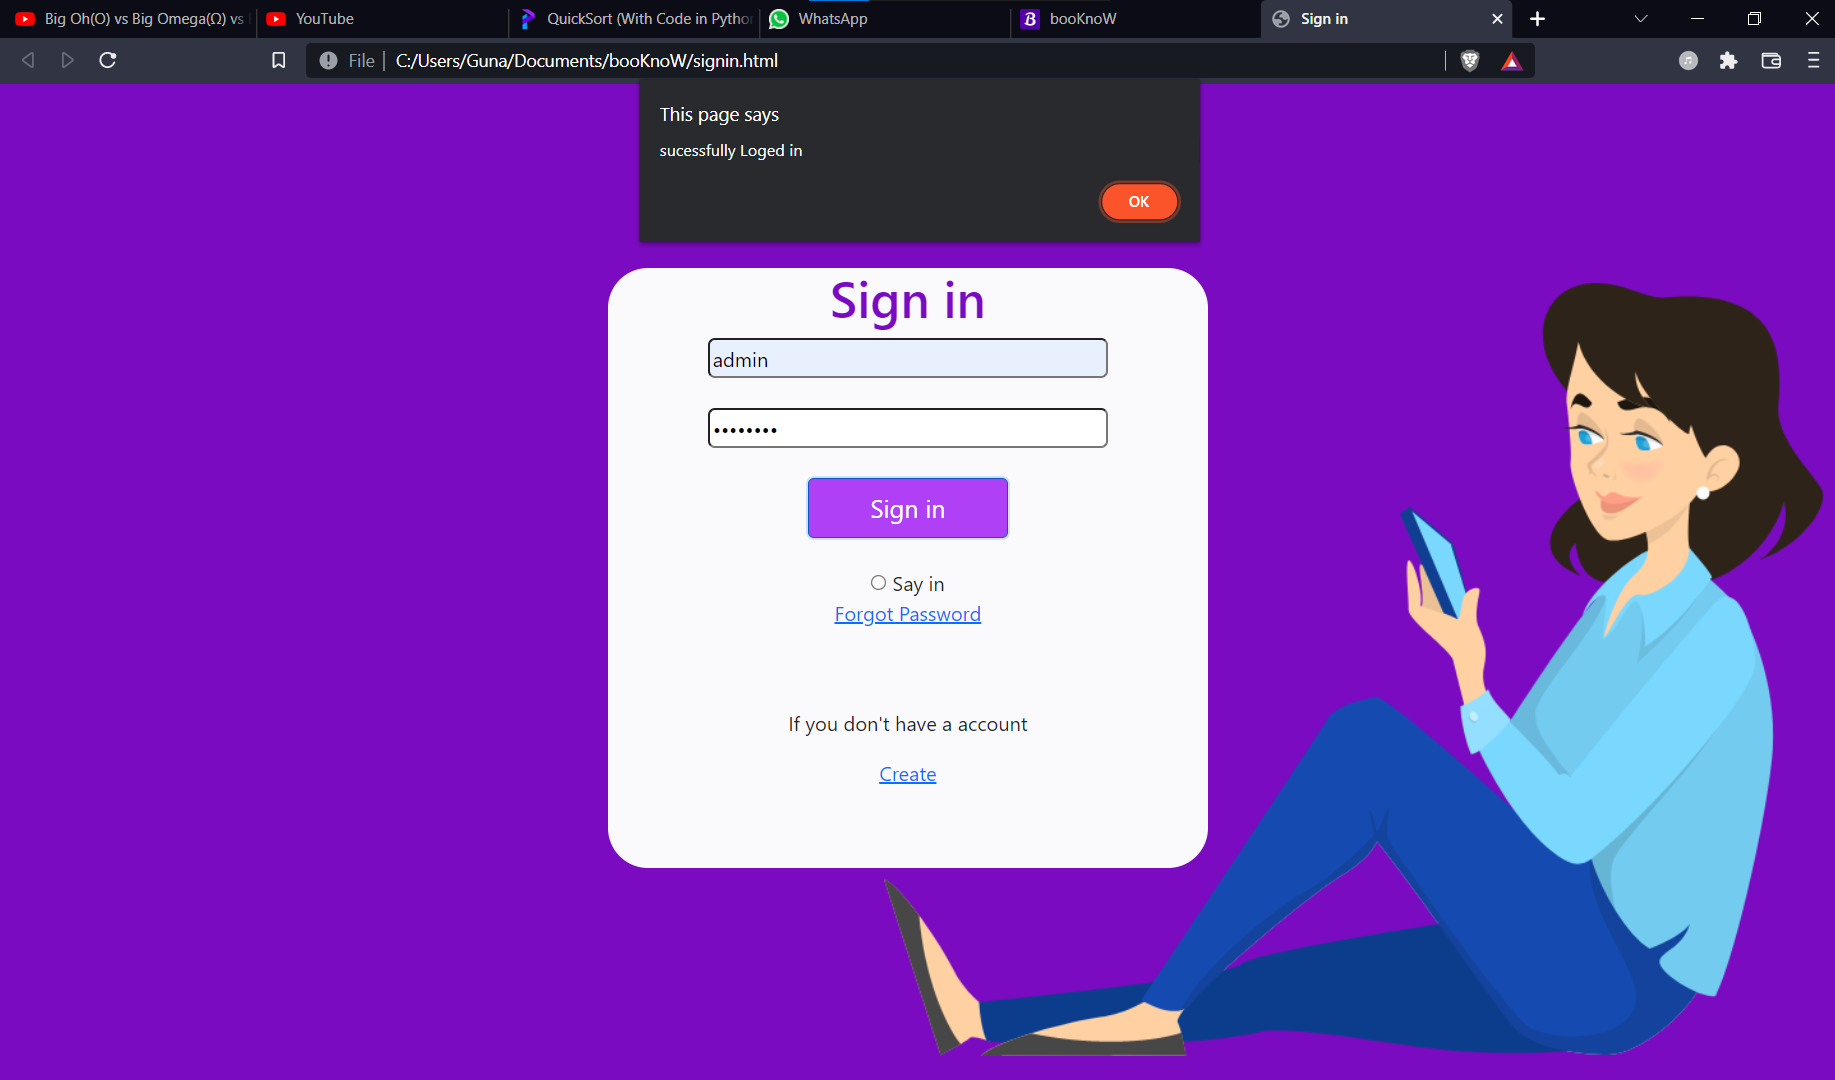 Big Oh(O) vs Big Omega(Ω) vs
YouTube
QuickSort (With Code in Pytho
WhatsApp
booKnoW
Sign in
File
C:/Users/Guna/Documents/booKnoW/signin.html
This page says
sucessfully Loged in
OK
Sign in
admin
••••••••
Sign in
Say in
Forgot Password
If you don't have a account
Create